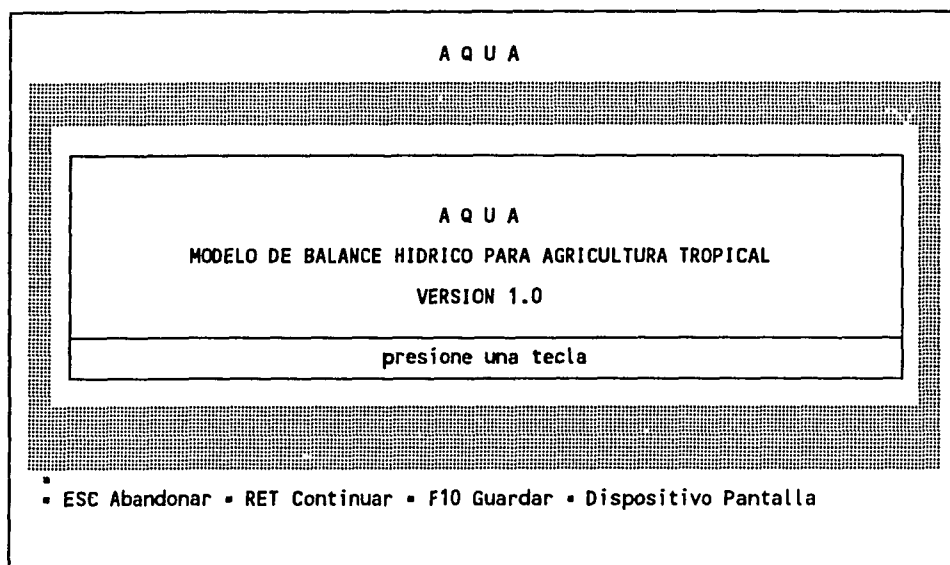 A Q U A
A Q U A
MODELO DE BALANCE HIDRICO PARA AGRICULTURA TROPICAL
VERSION 1.0
presione una tecla
▪ ESC Abandonar ▪ RET Continuar ▪ F10 Guardar ▪ Dispositivo Pantalla